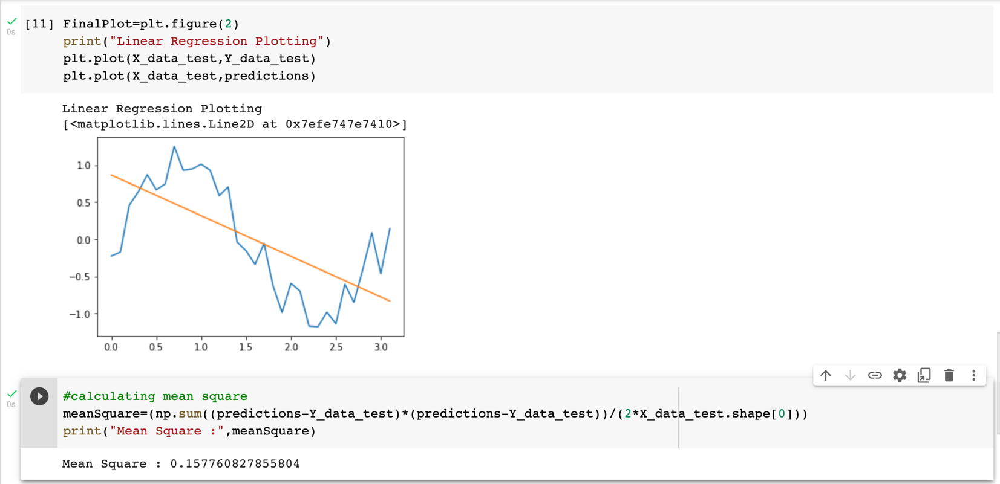 [11] FinalPlot=plt.figure(2)
0s
print("Linear Regression Plotting")
plt.plot(X_data_test,Y_data_test)
plt.plot(X_data_test,predictions)
Linear Regression Plotting
[<matplotlib.lines.Line2D at 0x7efe747e7410>]
1.0
0.5
0.0
−0.5
−1.0
0.0 0.5 1.0 1.5 2.0 2.5 3.0
#calculating mean square
0s
meanSquare=(np.sum((predictions-Y_data_test)*(predictions-Y_data_test))/(2*X_data_test.shape[0]))
print("Mean Square :",meanSquare)
Mean Square : 0.157760827855804